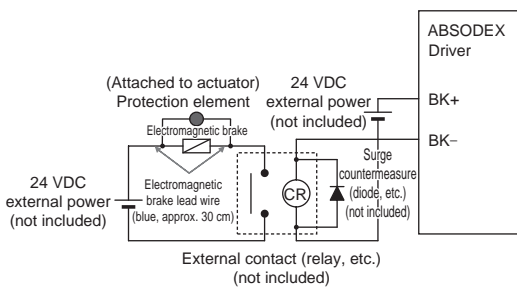 ABSODEX
Driver
(Attached to actuator)
Protection element
24 VDC
external power
(not included)
BK+
Electromagnetic brake
BK−
Surge
countermeasure
(diode, etc.)
(not included)
24 VDC
external power
(not included)
Electromagnetic
brake lead wire
(blue, approx. 30 cm)
CR
External contact (relay, etc.)
(not included)